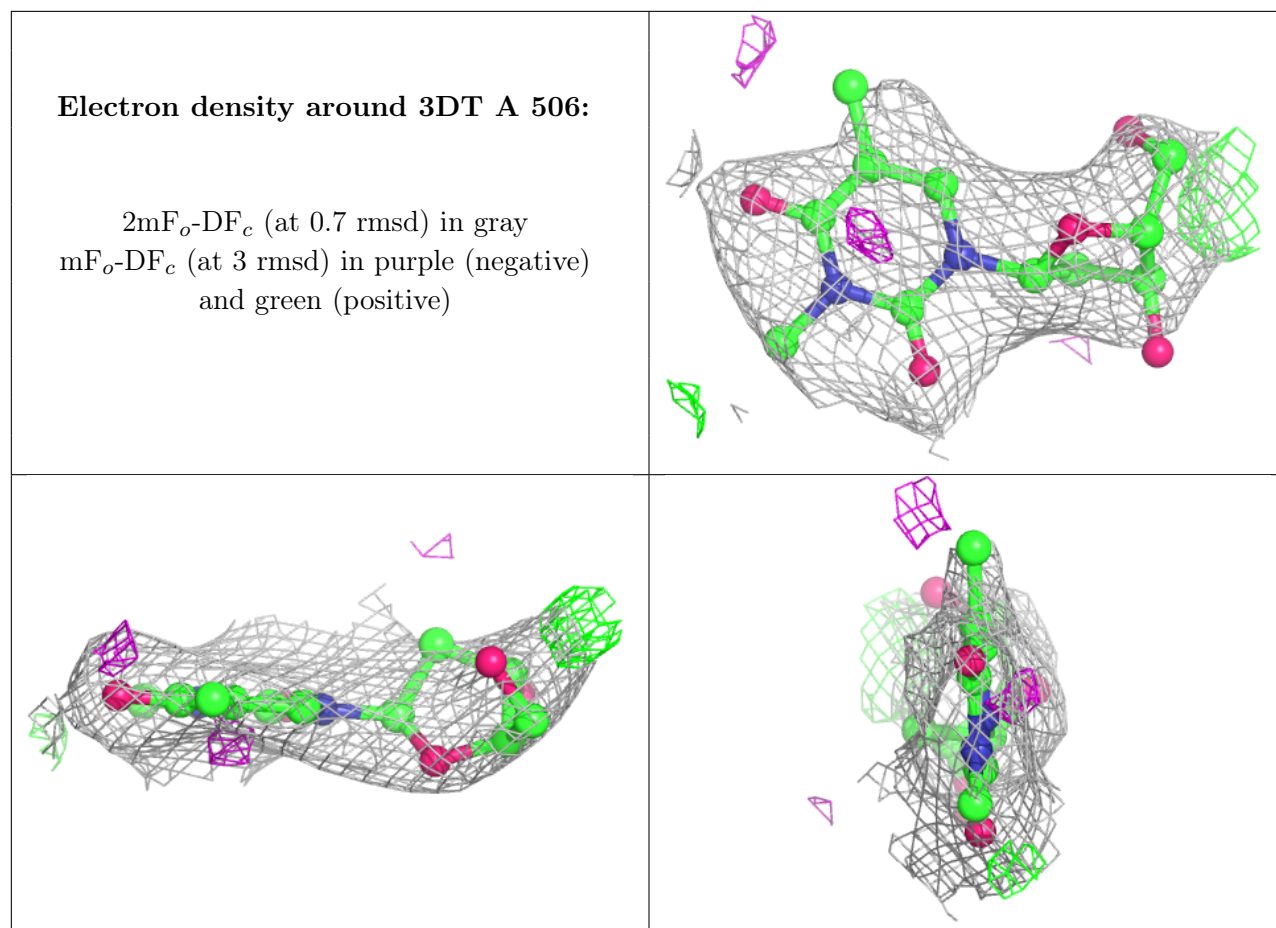 Electron density around 3DT A 506:
2mFo-DFc (at 0.7 rmsd) in gray
mFo-DFc (at 3 rmsd) in purple (negative)
and green (positive)